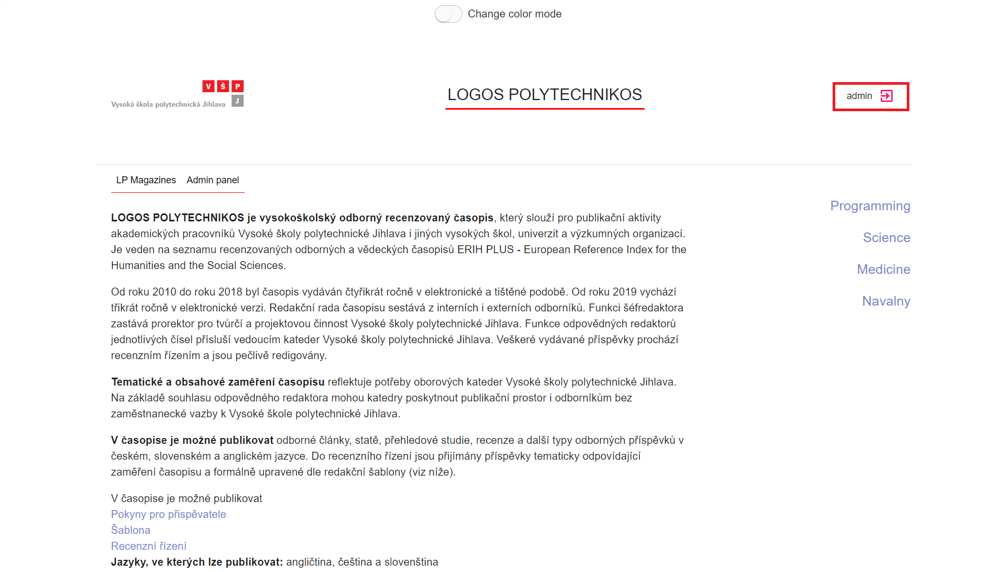 Change color mode
V Š P
J
Vysoká škola polytechnická Jihlava
LOGOS POLYTECHNIKOS
admin
LP Magazines Admin panel
LOGOS POLYTECHNIKOS je vysokoškolský odborný recenzovaný časopis, který slouží pro publikační aktivity
akademických pracovníků Vysoké školy polytechnické Jihlava i jiných vysokých škol, univerzit a výzkumných organizací.
Je veden na seznamu recenzovaných odborných a vědeckých časopisů ERIH PLUS - European Reference Index for the
Humanities and the Social Sciences.
Od roku 2010 do roku 2018 byl časopis vydáván čtyřikrát ročně v elektronické a tištěné podobě. Od roku 2019 vychází
třikrát ročně v elektronické verzi. Redakční rada časopisu sestává z interních i externích odborníků. Funkci šéfredaktora
zastává prorektor pro tvůrčí a projektovou činnost Vysoké školy polytechnické Jihlava. Funkce odpovědných redaktorů
jednotlivých čísel přísluší vedoucím kateder Vysoké školy polytechnické Jihlava. Veškeré vydávané příspěvky prochází
recenzním řízením a jsou pečlivě redigovány.
Tematické a obsahové zaměření časopisu reflektuje potřeby oborových kateder Vysoké školy polytechnické Jihlava.
Na základě souhlasu odpovědného redaktora mohou katedry poskytnout publikační prostor i odborníkům bez
zaměstnanecké vazby k Vysoké škole polytechnické Jihlava.
V časopise je možné publikovat odborné články, statě, přehledové studie, recenze a další typy odborných příspěvků v
českém, slovenském a anglickém jazyce. Do recenzního řízení jsou přijímány příspěvky tematicky odpovídající
zaměření časopisu a formálně upravené dle redakční šablony (viz níže).
V časopise je možné publikovat
Pokyny pro přispěvatele
Šablona
Recenzní řízení
Jazyky, ve kterých lze publikovat: angličtina, čeština a slovenština
Programming
Science
Medicine
Navalny